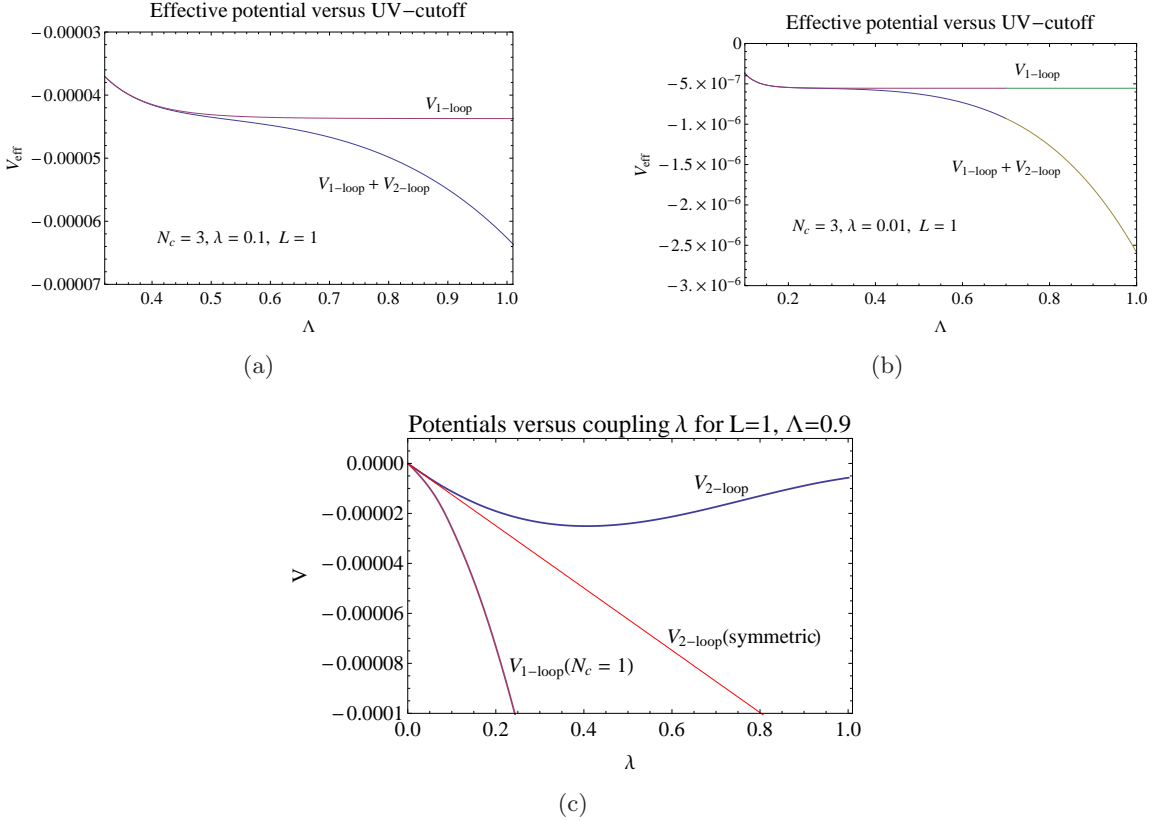 Effective potential versus UV−cutoff
−0.00003
−0.00004
−0.00005
−0.00006
−0.00007
V_eff
V_1−loop
V_1−loop + V_2−loop
N_c = 3, λ = 0.1, L = 1
0.4 0.5 0.6 0.7 0.8 0.9 1.0
Λ
(a)
Effective potential versus UV−cutoff
0
−5. × 10^−7
−1. × 10^−6
−1.5 × 10^−6
−2. × 10^−6
−2.5 × 10^−6
−3. × 10^−6
V_eff
V_1−loop
V_1−loop + V_2−loop
N_c = 3, λ = 0.01, L = 1
0.2 0.4 0.6 0.8 1.0
Λ
(b)
Potentials versus coupling λ for L=1, Λ=0.9
0.0000
−0.00002
−0.00004
−0.00006
−0.00008
−0.0001
V
V_2−loop
V_2−loop(symmetric)
V_1−loop(N_c = 1)
0.0 0.2 0.4 0.6 0.8 1.0
λ
(c)